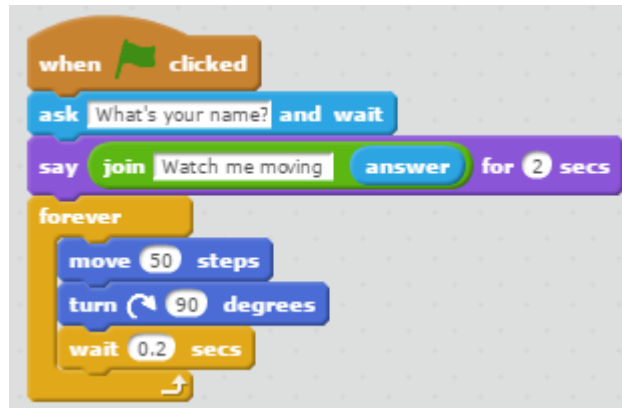 when clicked
ask What's your name? and wait
say join Watch me moving answer for 2 secs
forever
move 50 steps
turn 90 degrees
wait 0.2 secs